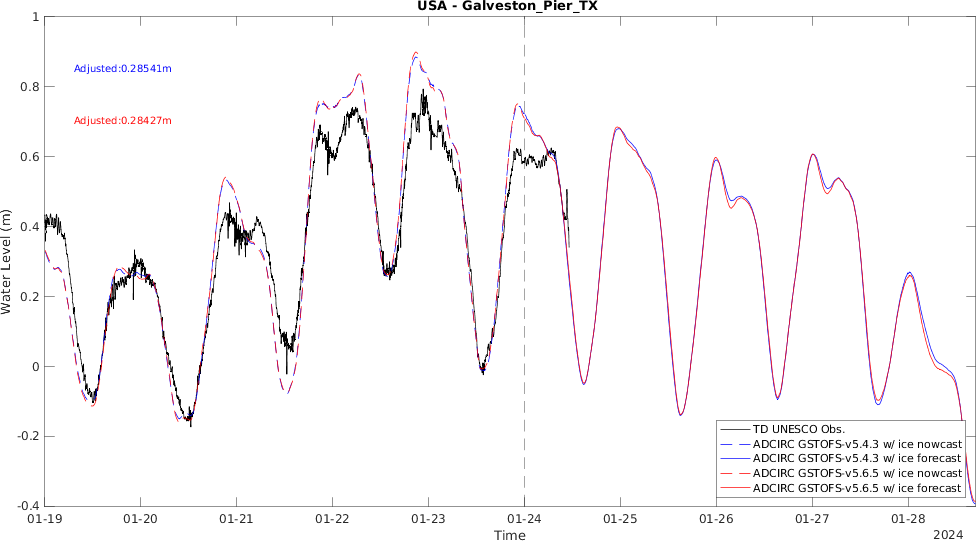 USA - Galveston_Pier_TX
1
0.8
0.6
0.4
0.2
0
-0.2
-0.4
Water Level (m)
Adjusted:0.28541m
Adjusted:0.28427m
TD UNESCO Obs.
ADCIRC GSTOFS-v5.4.3 w/ ice nowcast
ADCIRC GSTOFS-v5.4.3 w/ ice forecast
ADCIRC GSTOFS-v5.6.5 w/ ice nowcast
ADCIRC GSTOFS-v5.6.5 w/ ice forecast
01-19 01-20 01-21 01-22 01-23 01-24 01-25 01-26 01-27 01-28
Time
2024